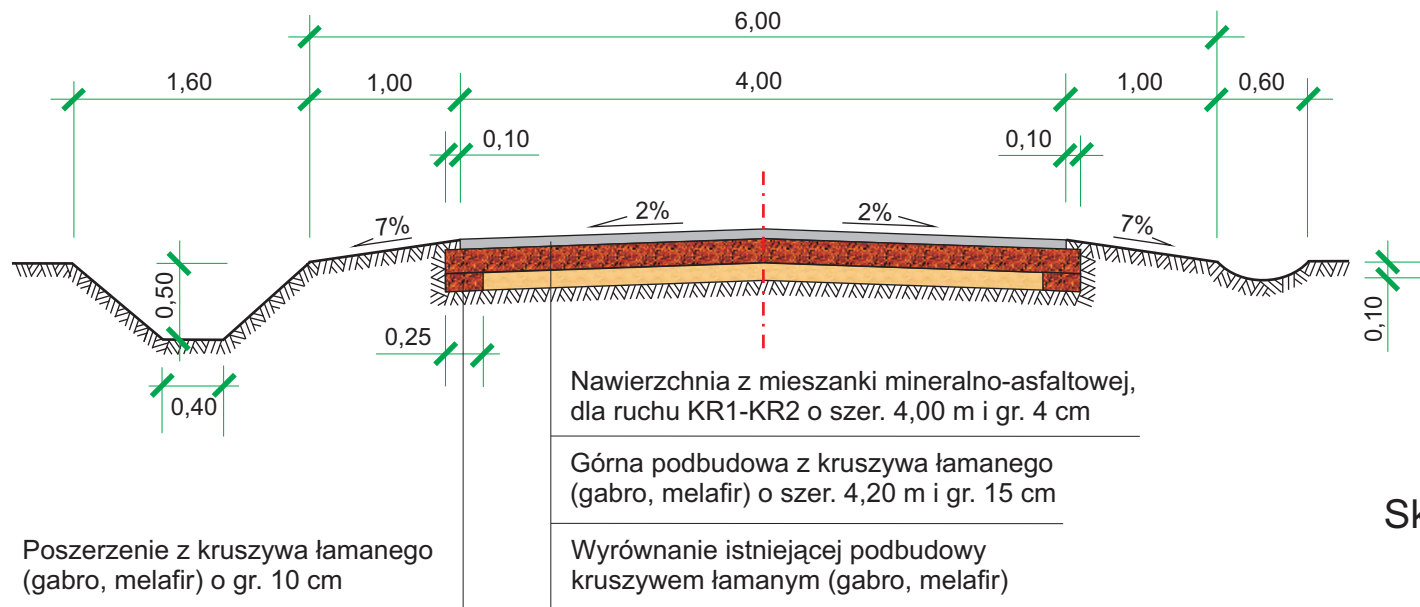 6,00
1,60
1,00
4,00
1,00
0,60
0,10
0,10
7%
2%
2%
7%
0,50
0,10
0,25
0,40
Nawierzchnia z mieszanki mineralno-asfaltowej,
dla ruchu KR1-KR2 o szer. 4,00 m i gr. 4 cm
Górna podbudowa z kruszywa łamanego
(gabro, melafir) o szer. 4,20 m i gr. 15 cm
Sk
Poszerzenie z kruszywa łamanego
(gabro, melafir) o gr. 10 cm
Wyrównanie istniejącej podbudowy
kruszywem łamanym (gabro, melafir)